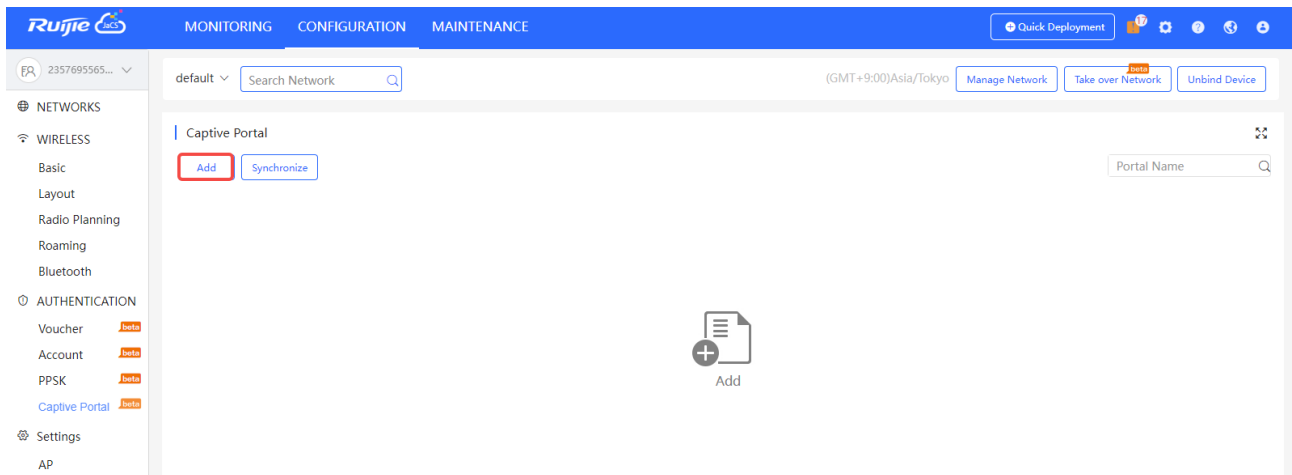 Ruijie JaCS MONITORING CONFIGURATION MAINTENANCE Quick Deployment 17
2357695565...
default Search Network (GMT+9:00)Asia/Tokyo Manage Network Take over Network beta Unbind Device
NETWORKS
WIRELESS
Captive Portal
Basic
Add Synchronize Portal Name
Layout
Radio Planning
Roaming
Bluetooth
AUTHENTICATION
Voucher beta
Account beta
PPSK beta
Add
Captive Portal beta
Settings
AP